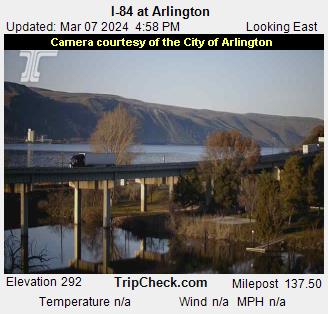 I-84 at Arlington
Updated: Mar 07 2024 4:58 PM Looking East
Camera courtesy of the City of Arlington
Elevation 292 TripCheck.com Milepost 137.50
Temperature n/a Wind n/a MPH n/a